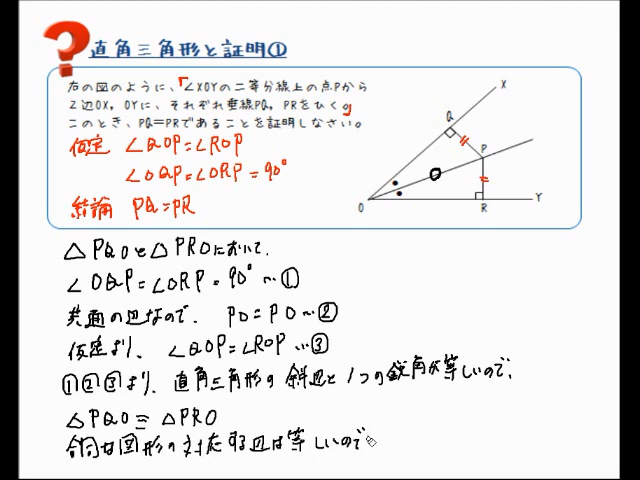 ?
直角三角形と証明①
右の図のように、「∠XOYの二等分線上の点Pから
2辺OX, OYに、それぞれ垂線PQ, PRをひく。」
このとき、PQ=PRであることを証明しなさい。
仮定 ∠QOP=∠ROP
∠OQP=∠ORP=90°
結論 PQ=PR
X
Q
P
O
R
Y
△PQOと△PROにおいて、
∠OQP=∠ORP=90° …①
共通の辺なので、 PO=PO…②
仮定より、 ∠QOP=∠ROP …③
①②③より、直角三角形の斜辺と1つの鋭角が等しいので、
△PQO≡△PRO
合同な図形の対応する辺は等しいので